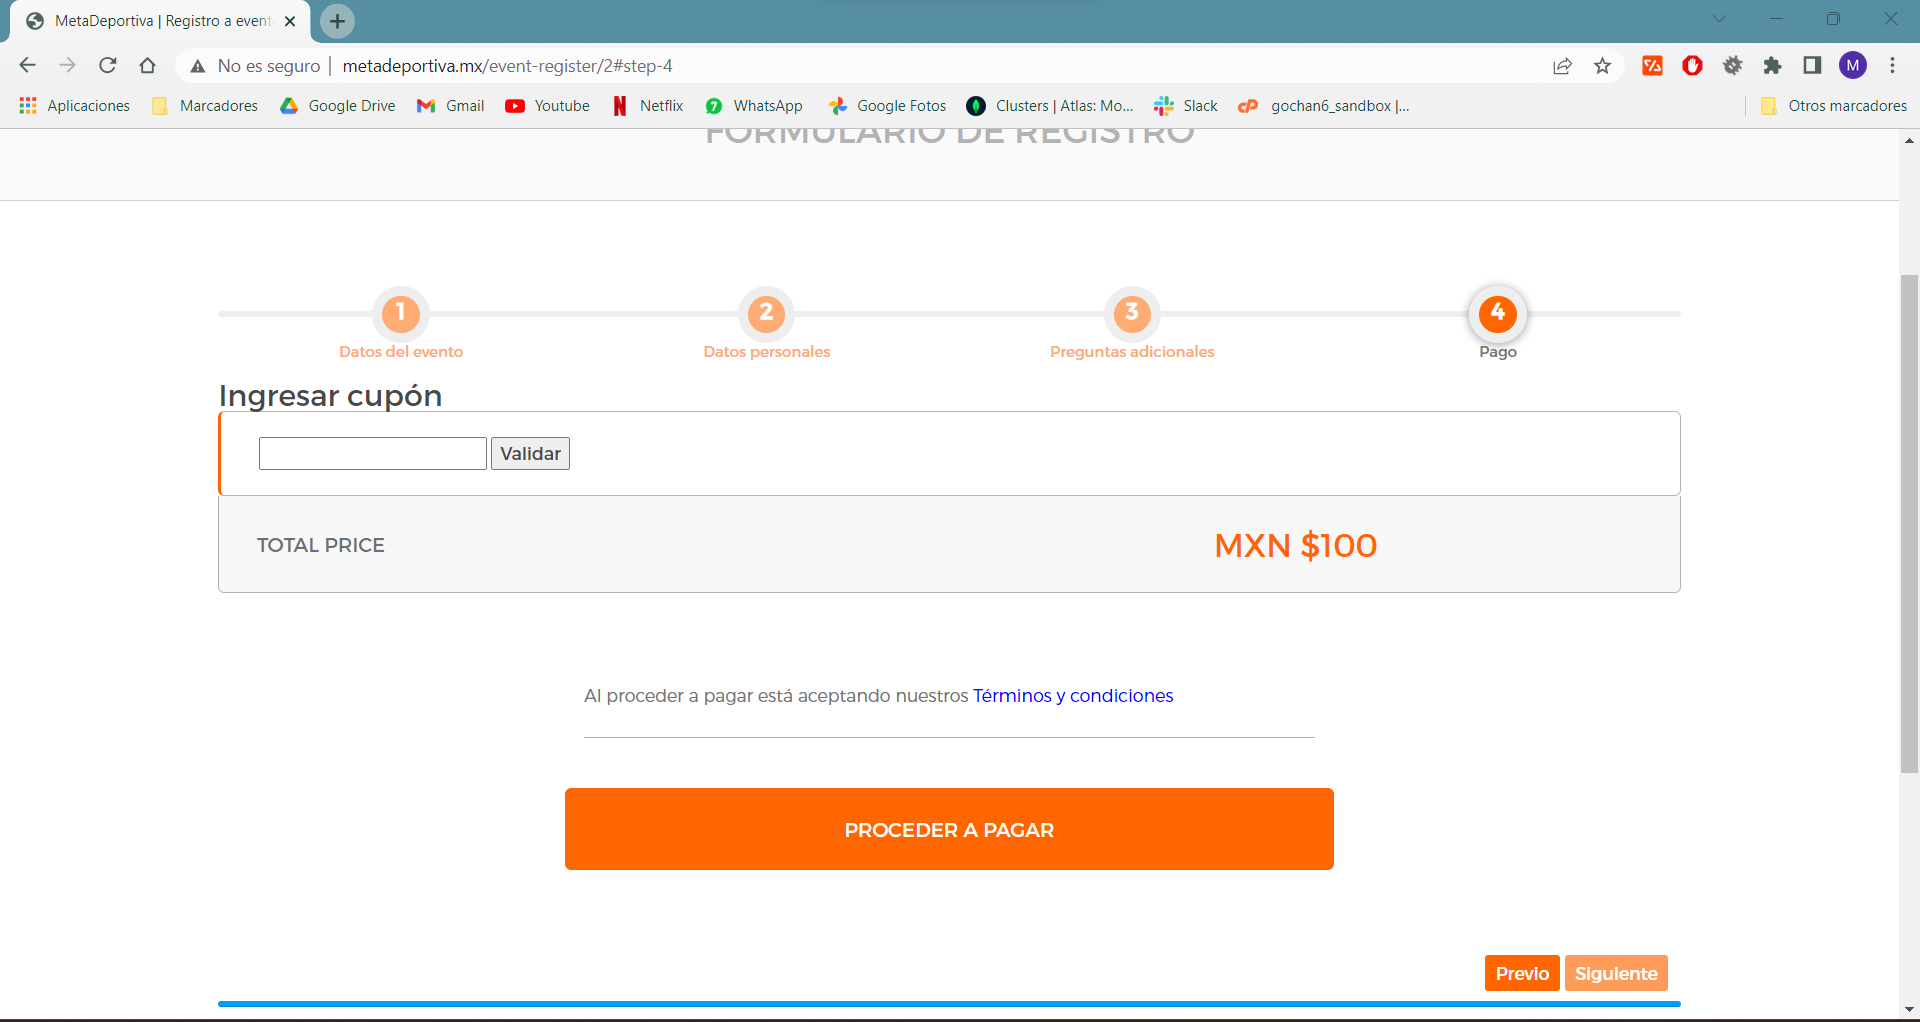 MetaDeportiva | Registro a event
No es seguro | metadeportiva.mx/event-register/2#step-4
M
Aplicaciones Marcadores Google Drive Gmail Youtube Netflix WhatsApp Google Fotos Clusters | Atlas: Mo... Slack gochan6_sandbox |... Otros marcadores
FORMULARIO DE REGISTRO
1 2 3 4
Datos del evento Datos personales Preguntas adicionales Pago
Ingresar cupón
Validar
TOTAL PRICE MXN $100
Al proceder a pagar está aceptando nuestros Términos y condiciones
PROCEDER A PAGAR
Previo Siguiente